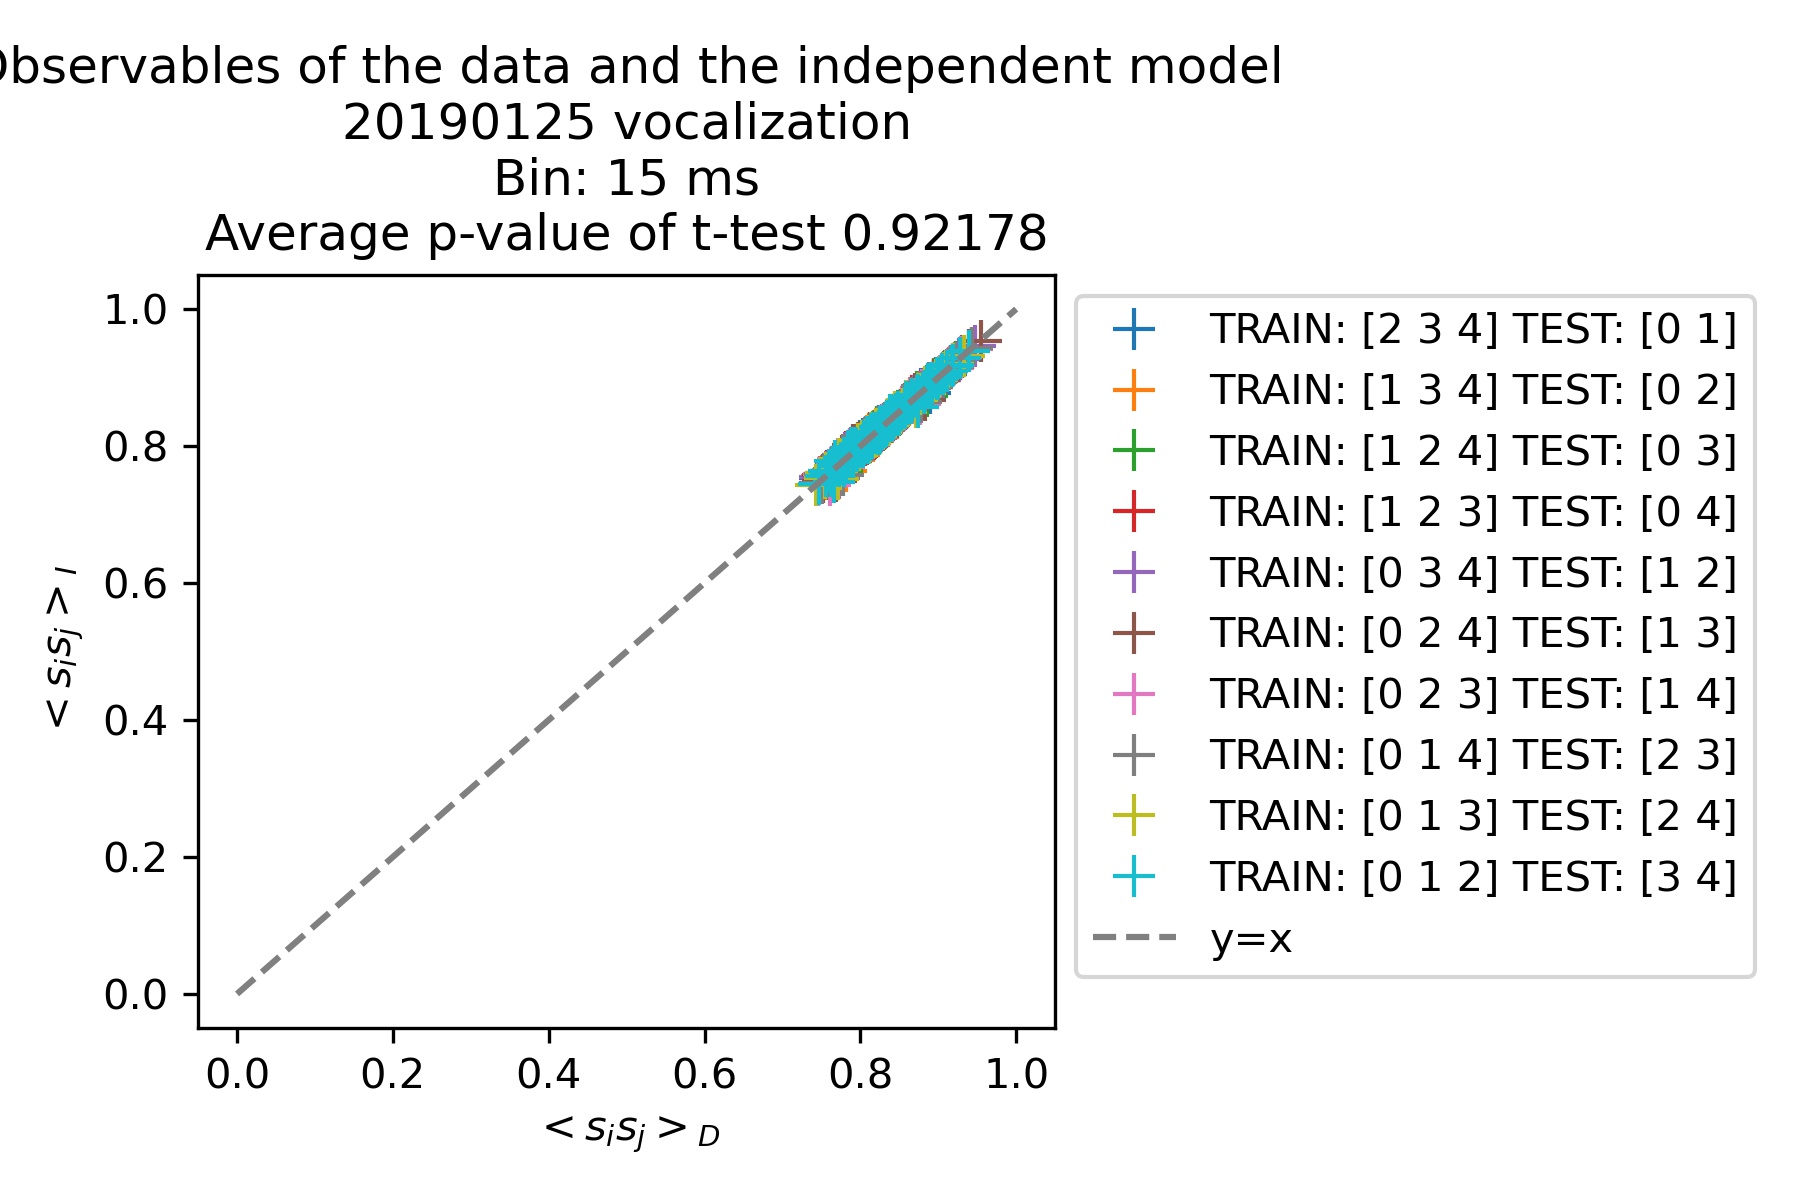 Observables of the data and the independent model
20190125 vocalization
Bin: 15 ms
Average p-value of t-test 0.92178
1.0
0.8
0.6
0.4
0.2
0.0
< s_i s_j >_I
0.0 0.2 0.4 0.6 0.8 1.0
< s_i s_j >_D
TRAIN: [2 3 4] TEST: [0 1]
TRAIN: [1 3 4] TEST: [0 2]
TRAIN: [1 2 4] TEST: [0 3]
TRAIN: [1 2 3] TEST: [0 4]
TRAIN: [0 3 4] TEST: [1 2]
TRAIN: [0 2 4] TEST: [1 3]
TRAIN: [0 2 3] TEST: [1 4]
TRAIN: [0 1 4] TEST: [2 3]
TRAIN: [0 1 3] TEST: [2 4]
TRAIN: [0 1 2] TEST: [3 4]
y=x